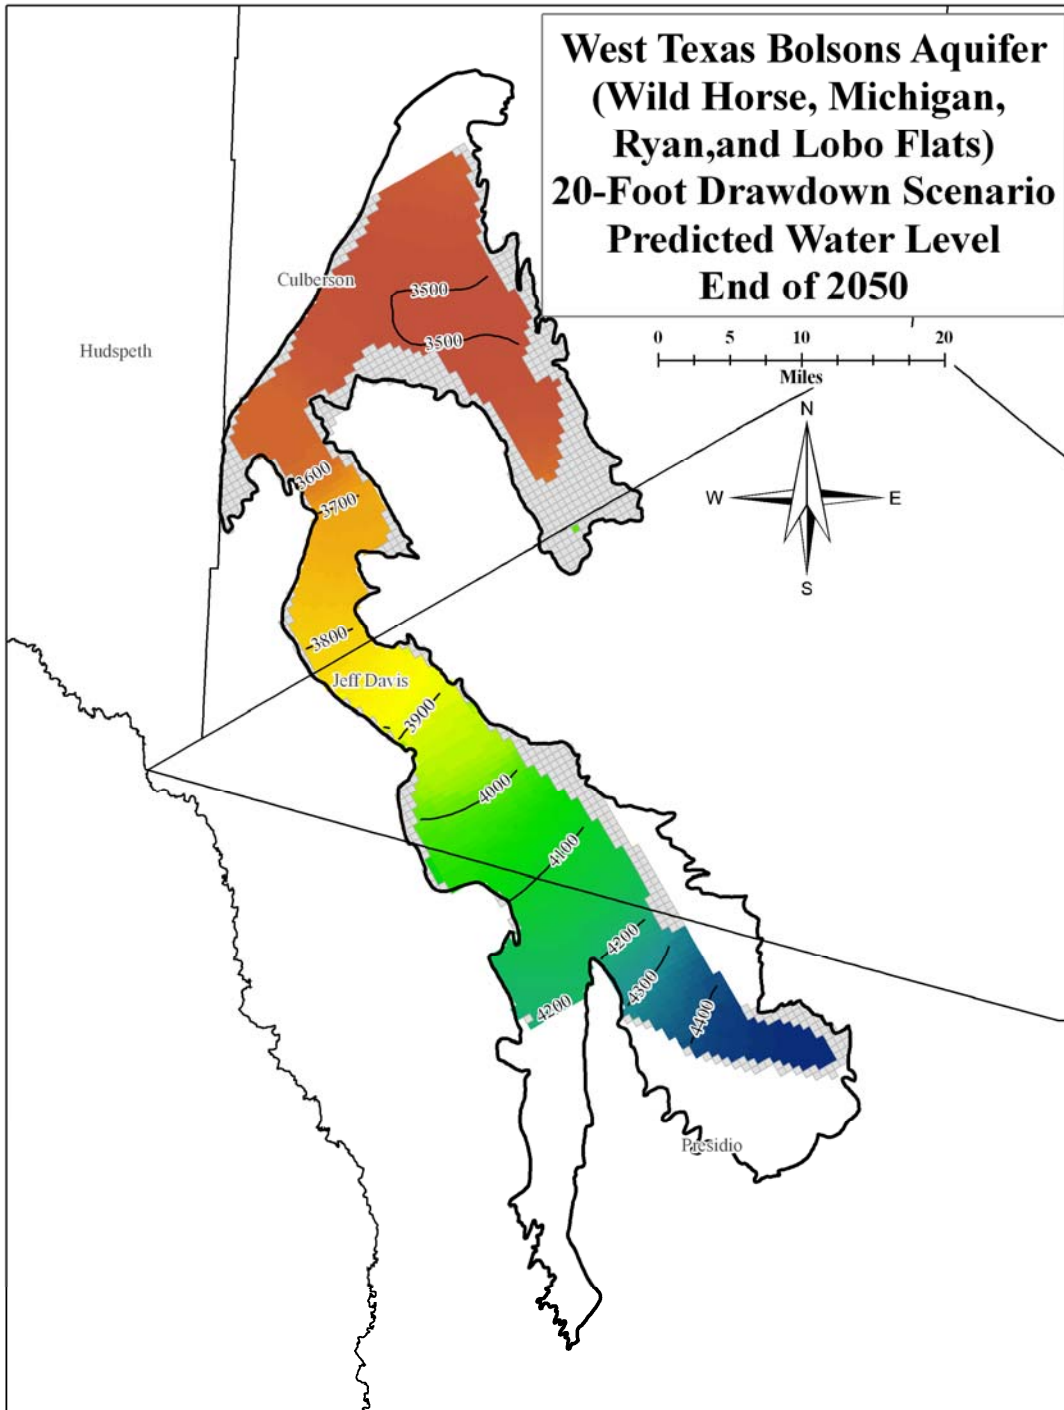 West Texas Bolsons Aquifer
(Wild Horse, Michigan,
Ryan,and Lobo Flats)
20-Foot Drawdown Scenario
Predicted Water Level
End of 2050
0 5 10 20
Miles
N
W E
S
Culberson
Hudspeth
3500
3500
3600
3700
3800
Jeff Davis
3900
4000
4100
4200
4300
4200
4400
Presidio